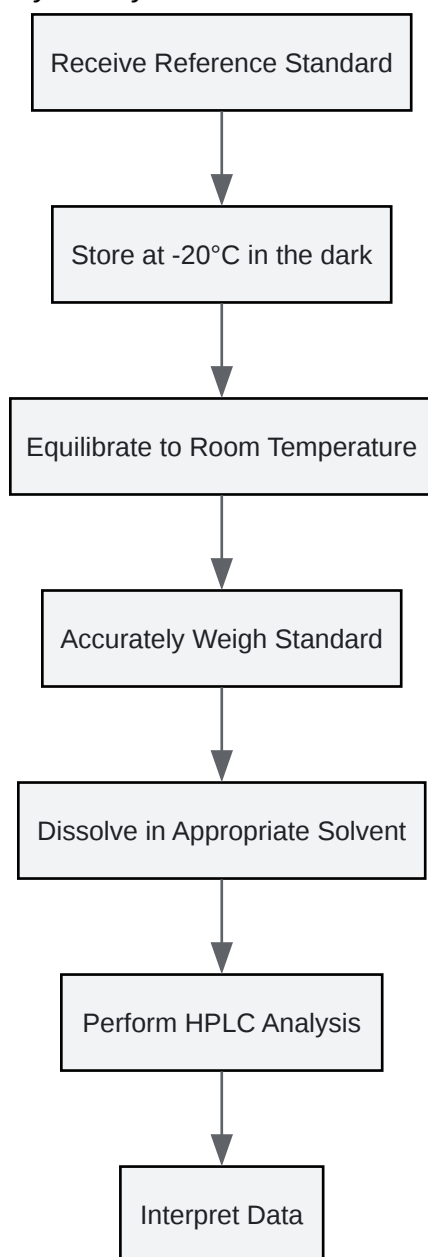 Receive Reference Standard
Store at -20°C in the dark
Equilibrate to Room Temperature
Accurately Weigh Standard
Dissolve in Appropriate Solvent
Perform HPLC Analysis
Interpret Data